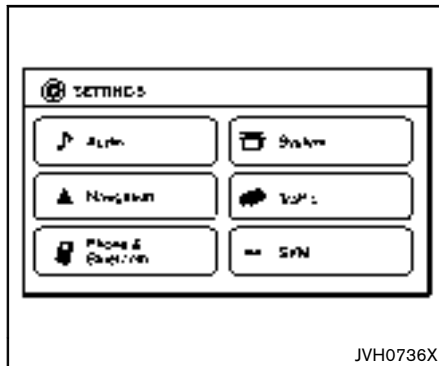 SETTINGS
Audio
System
Navigation
Traffic
Phone &
Bluetooth
SXM
JVH0736X